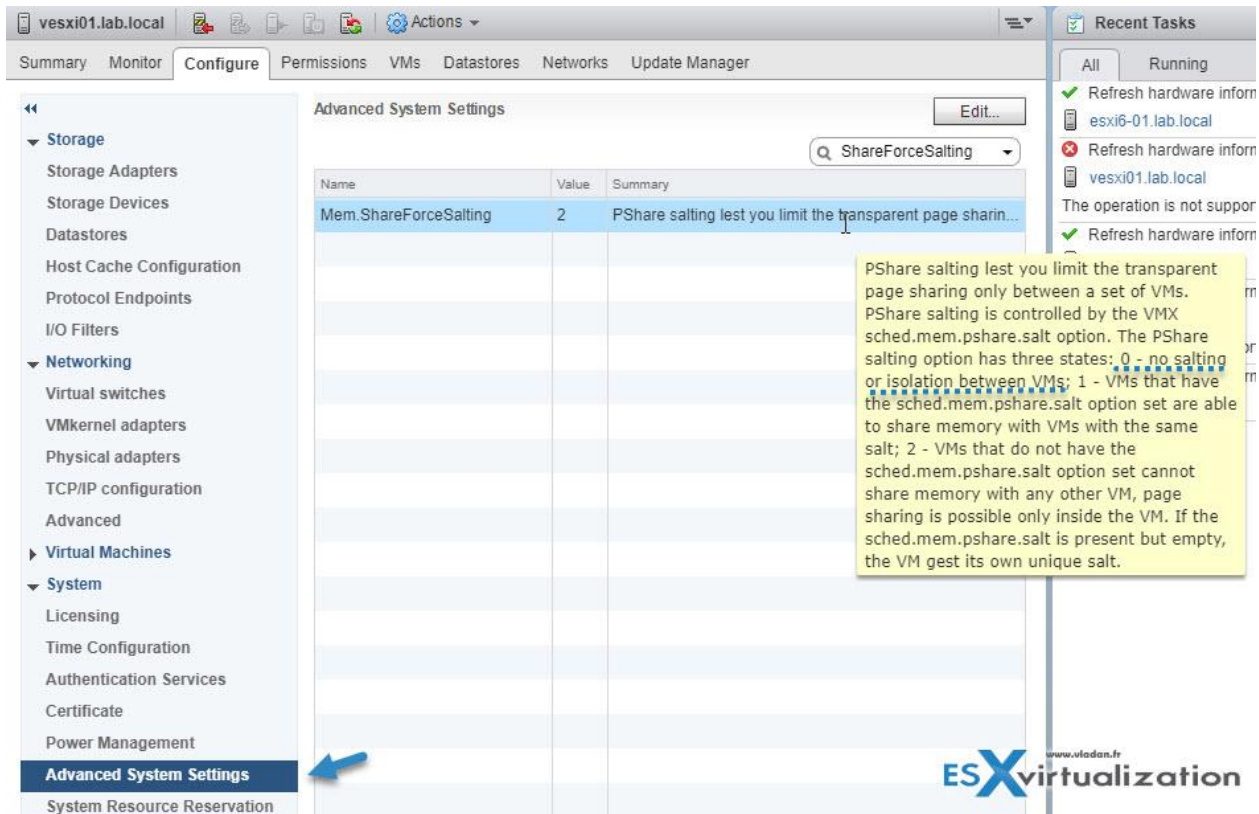 vesxi01.lab.local
Actions
Summary Monitor Configure Permissions VMs Datastores Networks Update Manager
Storage
Storage Adapters
Storage Devices
Datastores
Host Cache Configuration
Protocol Endpoints
I/O Filters
Networking
Virtual switches
VMkernel adapters
Physical adapters
TCP/IP configuration
Advanced
Virtual Machines
System
Licensing
Time Configuration
Authentication Services
Certificate
Power Management
Advanced System Settings
System Resource Reservation
Advanced System Settings
Edit...
ShareForceSalting
Name Value Summary
Mem.ShareForceSalting 2 PShare salting lest you limit the transparent page sharin...
PShare salting lest you limit the transparent
page sharing only between a set of VMs.
PShare salting is controlled by the VMX
sched.mem.pshare.salt option. The PShare
salting option has three states: 0 - no salting
or isolation between VMs; 1 - VMs that have
the sched.mem.pshare.salt option set are able
to share memory with VMs with the same
salt; 2 - VMs that do not have the
sched.mem.pshare.salt option set cannot
share memory with any other VM, page
sharing is possible only inside the VM. If the
sched.mem.pshare.salt is present but empty,
the VM gest its own unique salt.
Recent Tasks
All Running
Refresh hardware inforn
esxi6-01.lab.local
Refresh hardware inforn
vesxi01.lab.local
The operation is not suppor
Refresh hardware inforn
www.vladan.fr
ESX virtualization